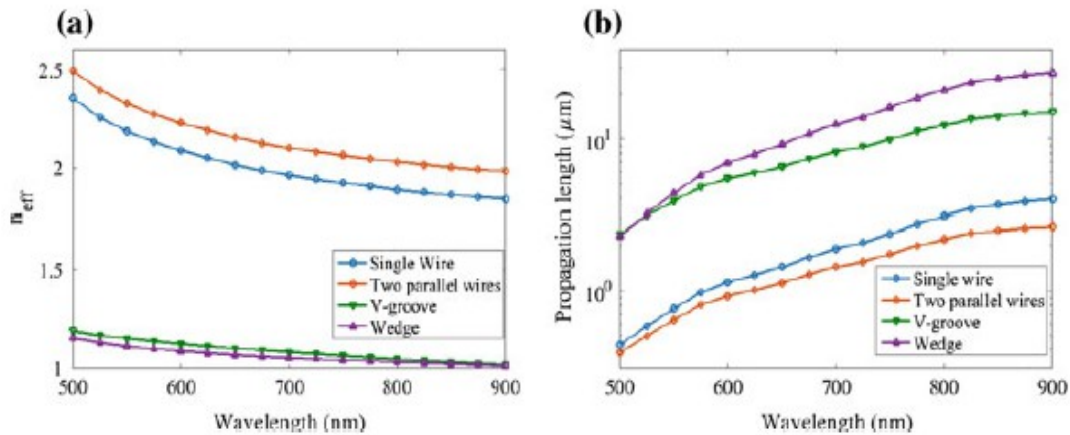 (a)
2.5
2
1.5
1
n_eff
500 600 700 800 900
Wavelength (nm)
Single Wire
Two parallel wires
V-groove
Wedge
(b)
10^1
10^0
Propagation length (μm)
500 600 700 800 900
Wavelength (nm)
Single wire
Two parallel wires
V-groove
Wedge